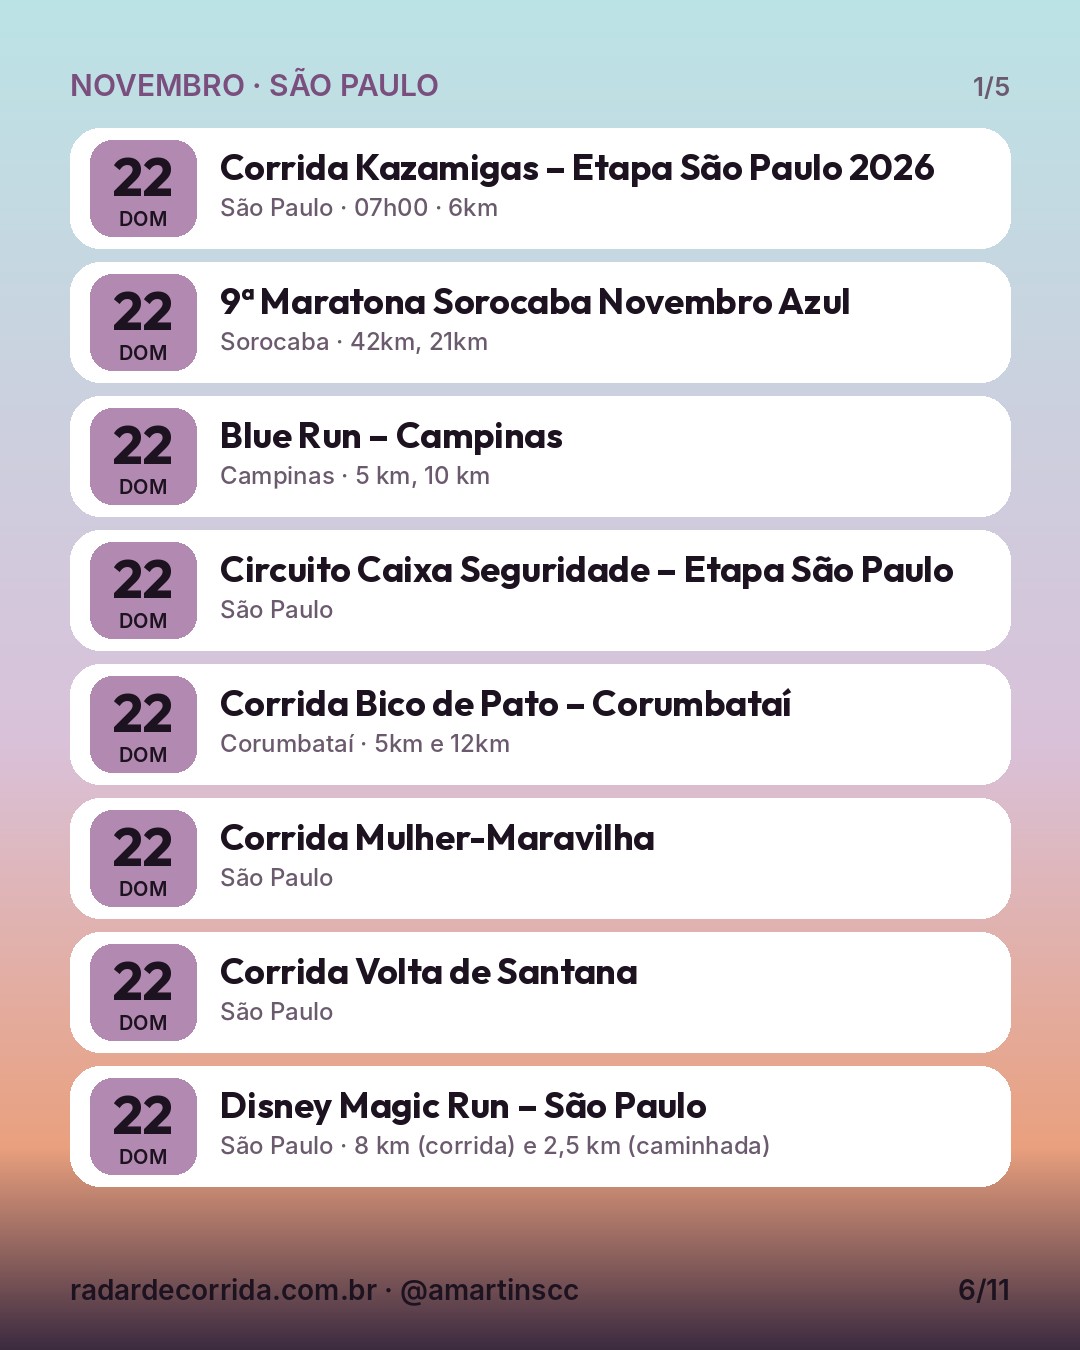 NOVEMBRO · SÃO PAULO
1/5
22
DOM
Corrida Kazamigas – Etapa São Paulo 2026
São Paulo · 07h00 · 6km
22
DOM
9ª Maratona Sorocaba Novembro Azul
Sorocaba · 42km, 21km
22
DOM
Blue Run – Campinas
Campinas · 5 km, 10 km
22
DOM
Circuito Caixa Seguridade – Etapa São Paulo
São Paulo
22
DOM
Corrida Bico de Pato – Corumbataí
Corumbataí · 5km e 12km
22
DOM
Corrida Mulher-Maravilha
São Paulo
22
DOM
Corrida Volta de Santana
São Paulo
22
DOM
Disney Magic Run – São Paulo
São Paulo · 8 km (corrida) e 2,5 km (caminhada)
radardecorrida.com.br · @amartinscc
6/11